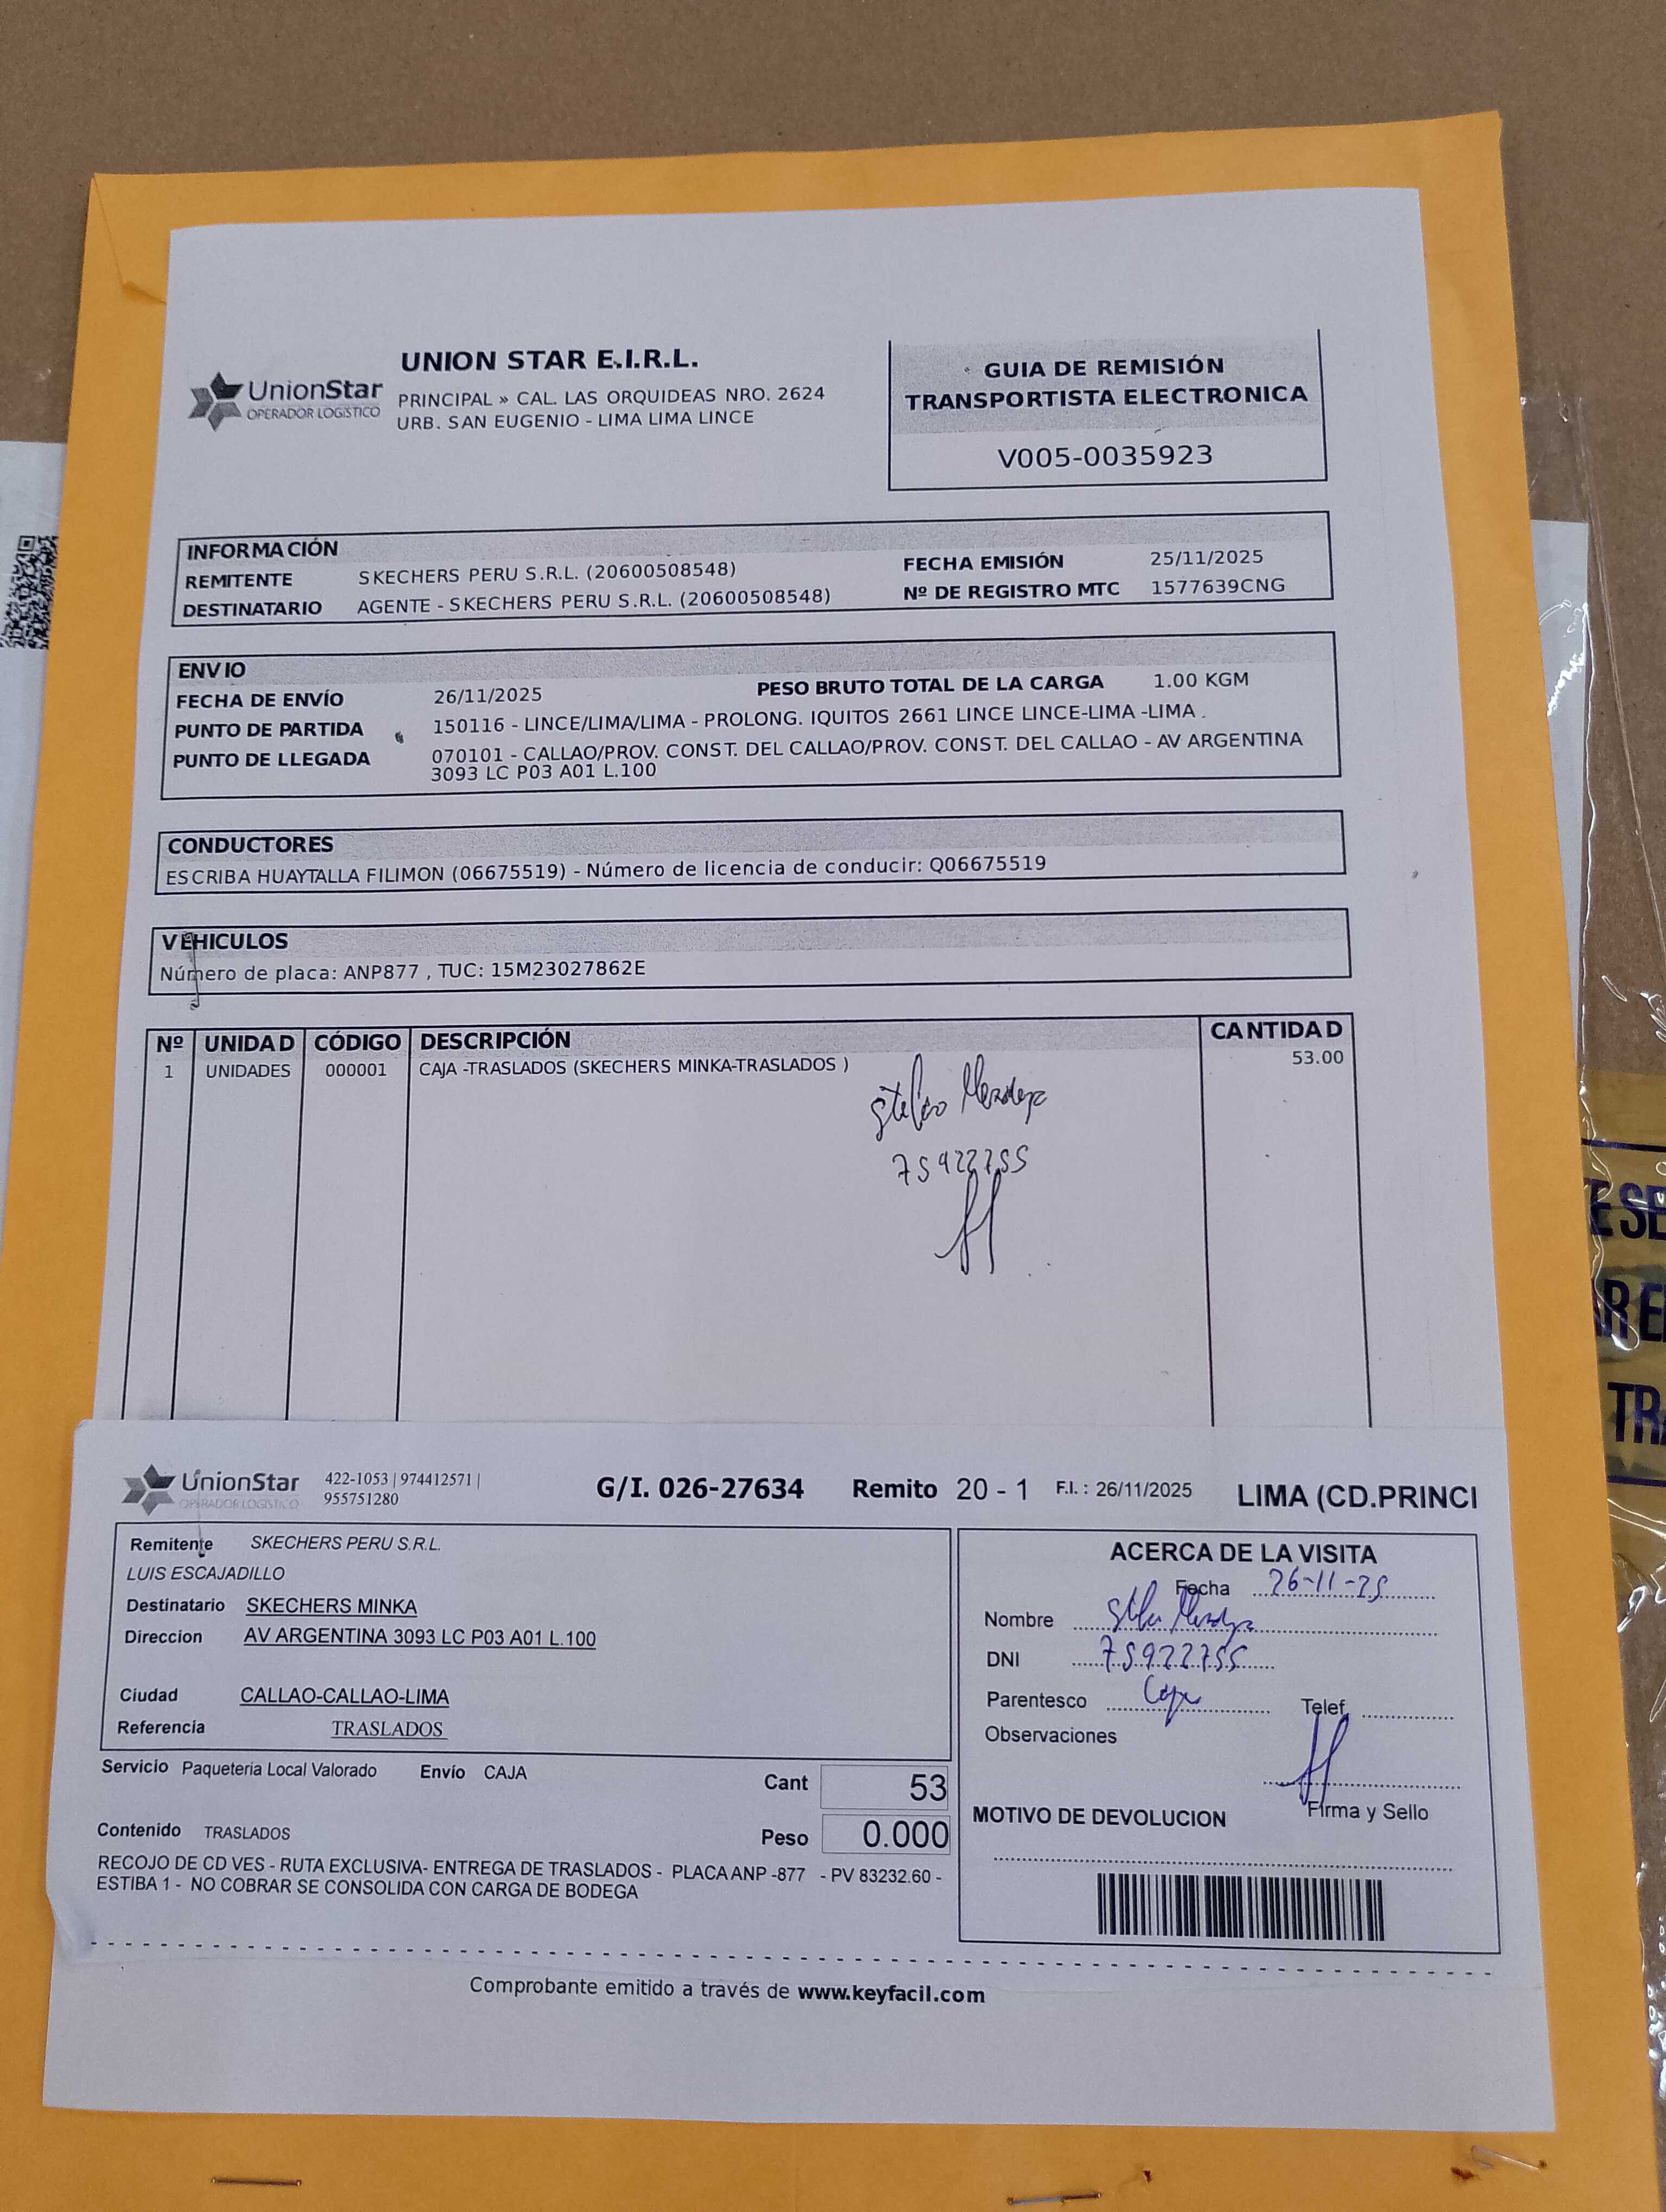 UNION STAR E.I.R.L.
UnionStar
OPERADOR LOGÍSTICO
PRINCIPAL » CAL. LAS ORQUIDEAS NRO. 2624
URB. SAN EUGENIO - LIMA LIMA LINCE
GUIA DE REMISIÓN
TRANSPORTISTA ELECTRONICA
V005-0035923
INFORMACIÓN
REMITENTE SKECHERS PERU S.R.L. (20600508548)
FECHA EMISIÓN 25/11/2025
DESTINATARIO AGENTE - SKECHERS PERU S.R.L. (20600508548)
Nº DE REGISTRO MTC 1577639CNG
ENVIO
FECHA DE ENVÍO 26/11/2025 PESO BRUTO TOTAL DE LA CARGA 1.00 KGM
PUNTO DE PARTIDA 150116 - LINCE/LIMA/LIMA - PROLONG. IQUITOS 2661 LINCE LINCE-LIMA -LIMA .
PUNTO DE LLEGADA 070101 - CALLAO/PROV. CONST. DEL CALLAO/PROV. CONST. DEL CALLAO - AV ARGENTINA
3093 LC P03 A01 L.100
CONDUCTORES
ESCRIBA HUAYTALLA FILIMON (06675519) - Número de licencia de conducir: Q06675519
VEHICULOS
Número de placa: ANP877 , TUC: 15M23027862E
Nº UNIDAD CÓDIGO DESCRIPCIÓN CANTIDAD
1 UNIDADES 000001 CAJA -TRASLADOS (SKECHERS MINKA-TRASLADOS ) 53.00
75922755
UnionStar
OPERADOR LOGÍSTICO
422-1053 | 974412571 |
955751280
G/I. 026-27634 Remito 20 - 1 F.I. : 26/11/2025 LIMA (CD.PRINCI
Remitente SKECHERS PERU S.R.L.
LUIS ESCAJADILLO
Destinatario SKECHERS MINKA
Direccion AV ARGENTINA 3093 LC P03 A01 L.100
Ciudad CALLAO-CALLAO-LIMA
Referencia TRASLADOS
Servicio Paqueteria Local Valorado Envío CAJA
Cant 53
Contenido TRASLADOS
Peso 0.000
RECOJO DE CD VES - RUTA EXCLUSIVA- ENTREGA DE TRASLADOS - PLACA ANP -877 - PV 83232.60 -
ESTIBA 1 - NO COBRAR SE CONSOLIDA CON CARGA DE BODEGA
ACERCA DE LA VISITA
Fecha 26-11-25
Nombre
DNI 75922755
Parentesco
Telef.
Observaciones
Firma y Sello
MOTIVO DE DEVOLUCION
Comprobante emitido a través de www.keyfacil.com
E SE
R E
TRA